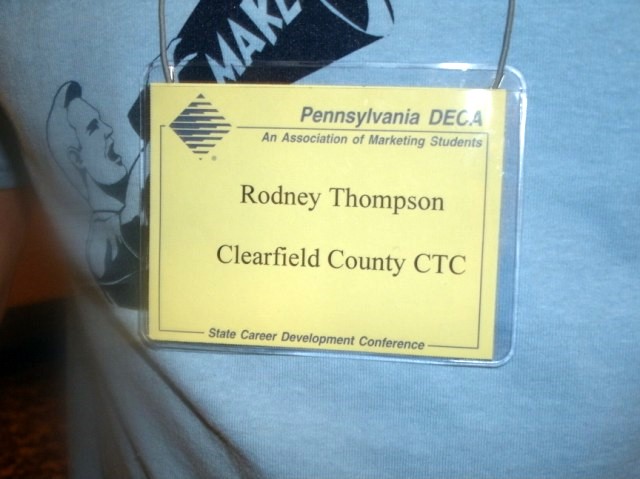 MAKE
Pennsylvania DECA
An Association of Marketing Students
Rodney Thompson
Clearfield County CTC
State Career Development Conference